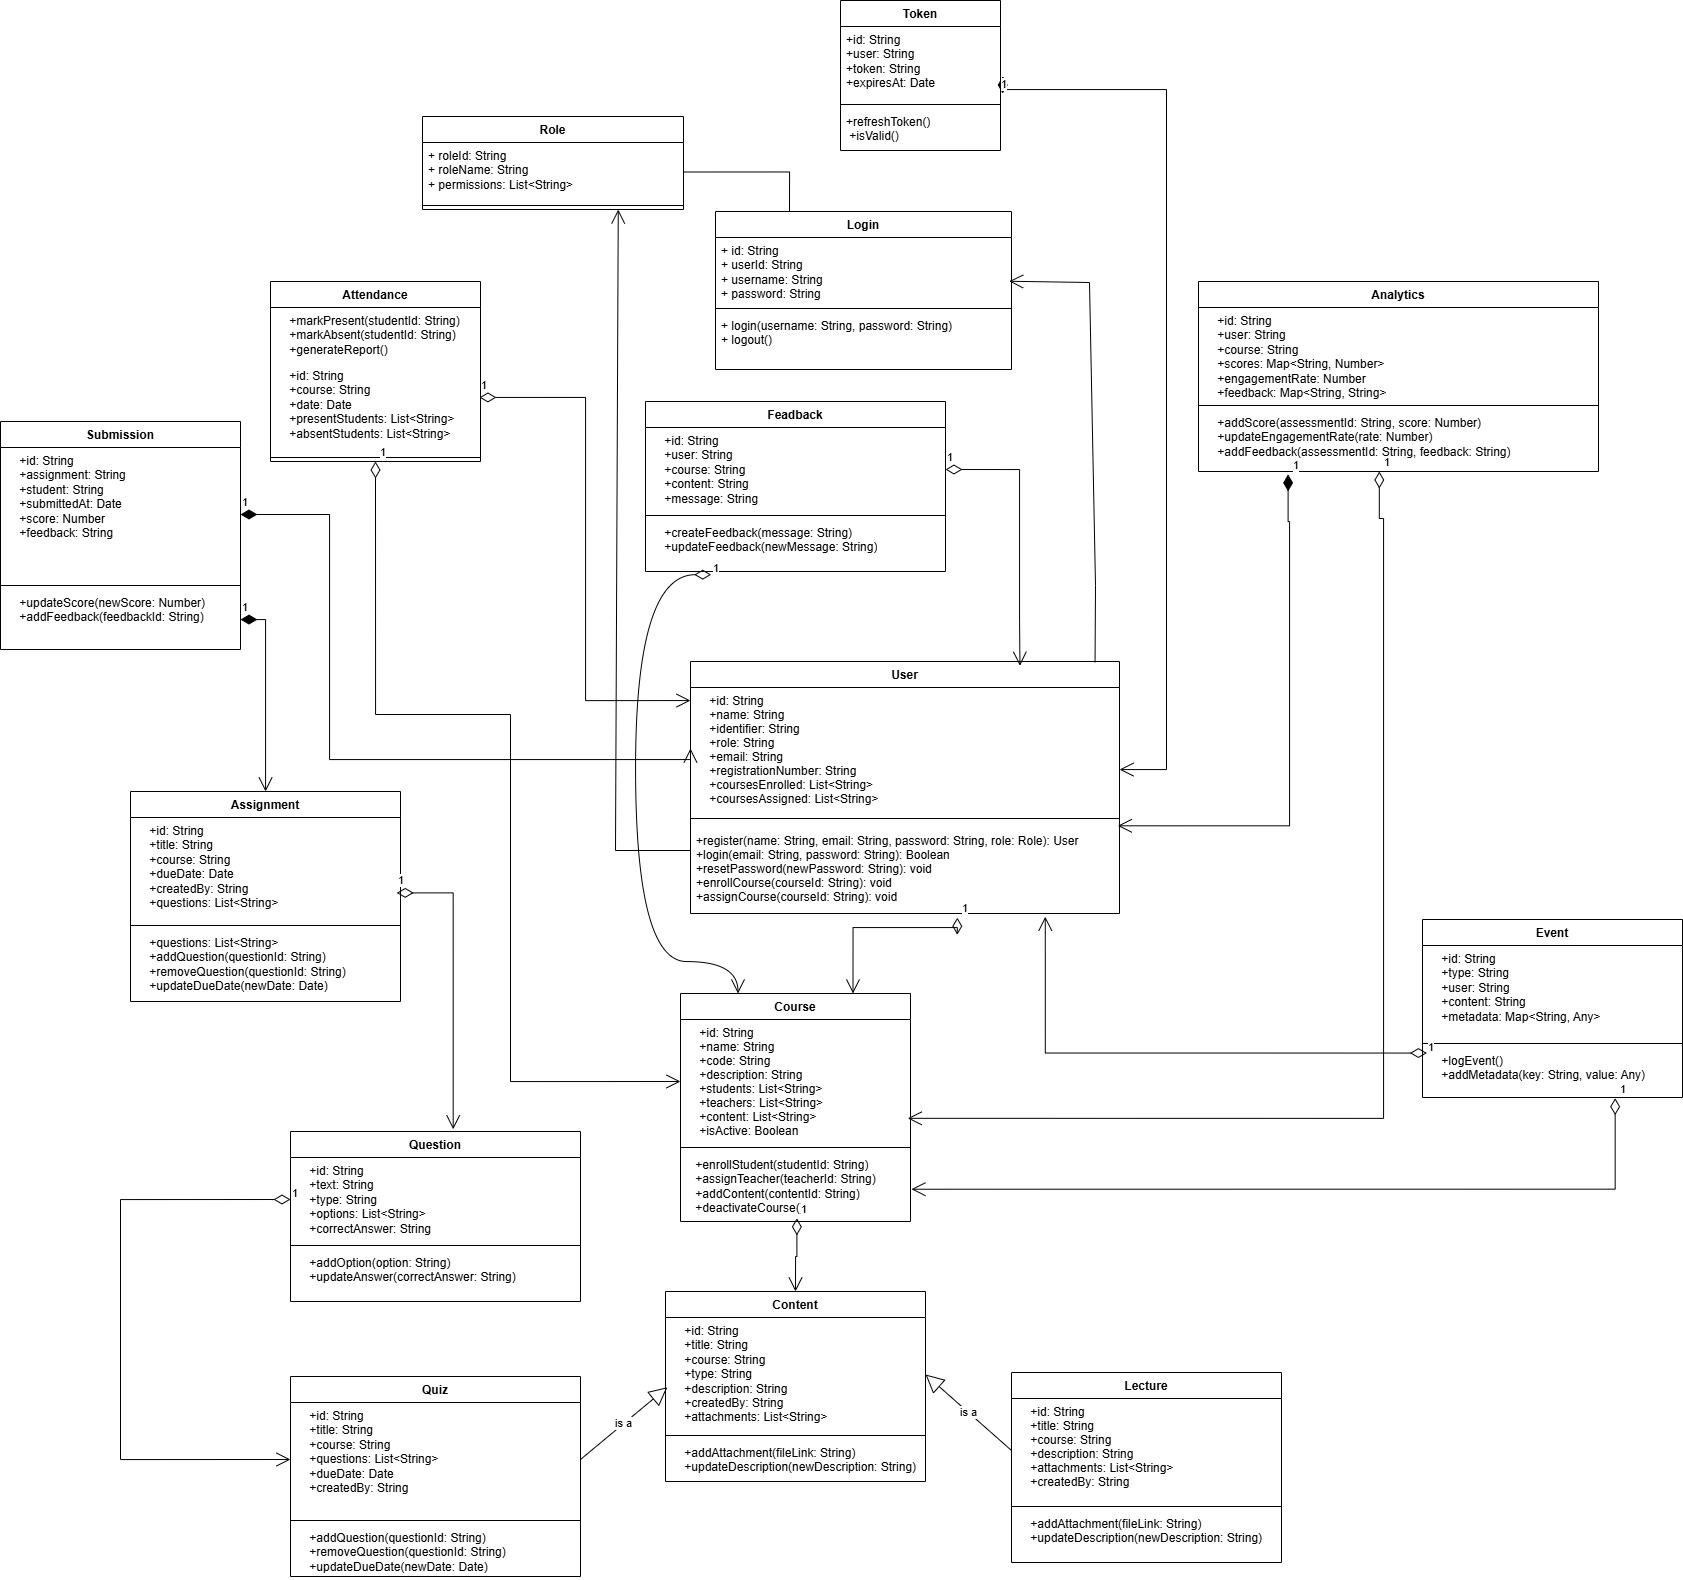 Token
+id: String
+user: String
+token: String
+expiresAt: Date
1
+refreshToken()
+isValid()
Role
+ roleId: String
+ roleName: String
+ permissions: List<String>
Login
+ id: String
+ userId: String
+ username: String
+ password: String
+ login(username: String, password: String)
+ logout()
Attendance
+markPresent(studentId: String)
+markAbsent(studentId: String)
+generateReport()
+id: String
+course: String
+date: Date
+presentStudents: List<String>
+absentStudents: List<String>
1
1
Analytics
+id: String
+user: String
+course: String
+scores: Map<String, Number>
+engagementRate: Number
+feedback: Map<String, String>
+addScore(assessmentId: String, score: Number)
+updateEngagementRate(rate: Number)
+addFeedback(assessmentId: String, feedback: String)
1
1
Feadback
+id: String
+user: String
+course: String
+content: String
+message: String
1
+createFeedback(message: String)
+updateFeedback(newMessage: String)
1
Submission
+id: String
+assignment: String
+student: String
+submittedAt: Date
+score: Number
+feedback: String
1
+updateScore(newScore: Number)
+addFeedback(feedbackId: String)
1
User
+id: String
+name: String
+identifier: String
+role: String
+email: String
+registrationNumber: String
+coursesEnrolled: List<String>
+coursesAssigned: List<String>
+register(name: String, email: String, password: String, role: Role): User
+login(email: String, password: String): Boolean
+resetPassword(newPassword: String): void
+enrollCourse(courseId: String): void
+assignCourse(courseId: String): void
1
Assignment
+id: String
+title: String
+course: String
+dueDate: Date
+createdBy: String
+questions: List<String>
1
+questions: List<String>
+addQuestion(questionId: String)
+removeQuestion(questionId: String)
+updateDueDate(newDate: Date)
Event
+id: String
+type: String
+user: String
+content: String
+metadata: Map<String, Any>
1
+logEvent()
+addMetadata(key: String, value: Any)
1
Course
+id: String
+name: String
+code: String
+description: String
+students: List<String>
+teachers: List<String>
+content: List<String>
+isActive: Boolean
+enrollStudent(studentId: String)
+assignTeacher(teacherId: String)
+addContent(contentId: String)
+deactivateCourse(
1
Question
+id: String
+text: String
+type: String
+options: List<String>
+correctAnswer: String
1
+addOption(option: String)
+updateAnswer(correctAnswer: String)
Content
+id: String
+title: String
+course: String
+type: String
+description: String
+createdBy: String
+attachments: List<String>
+addAttachment(fileLink: String)
+updateDescription(newDescription: String)
Quiz
+id: String
+title: String
+course: String
+questions: List<String>
+dueDate: Date
+createdBy: String
+addQuestion(questionId: String)
+removeQuestion(questionId: String)
+updateDueDate(newDate: Date)
is a
is a
Lecture
+id: String
+title: String
+course: String
+description: String
+attachments: List<String>
+createdBy: String
+addAttachment(fileLink: String)
+updateDescription(newDescription: String)